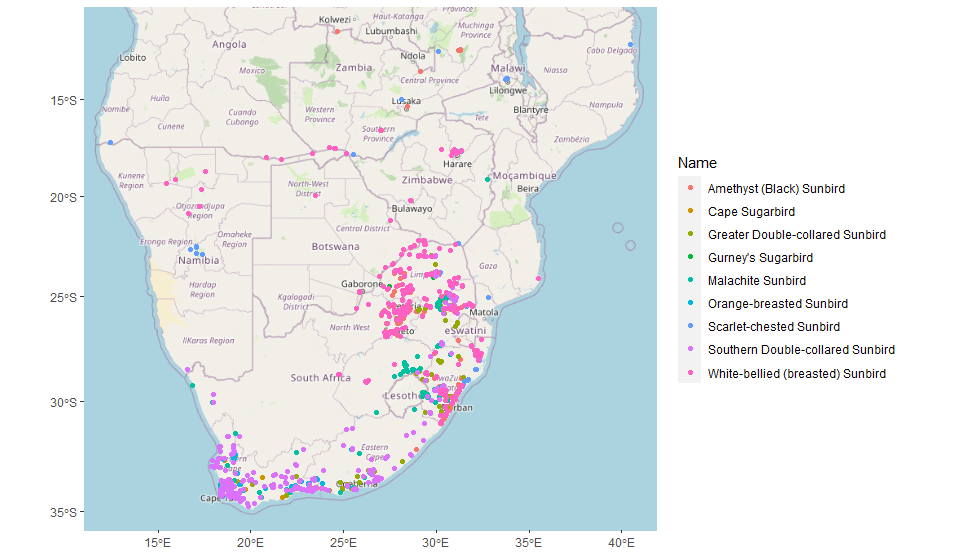 Kolwezi
Haut-Katanga
Province
Lubumbashi
Muchinga
Province
Angola
Ndola
Cabo Delgado
Lobito
Moxico
Zambia
Central Province
Malawi
Niassa
Lilongwe
15°S
Lusaka
Namibe
Huíla
Cuando
Cubango
Western
Province
Blantyre
Nampula
Cunene
Southern
Province
Tete
Zambézia
Harare
Kunene
Region
North-West
District
Zimbabwe
Moçambique
20°S
Beira
Otjozondjupa
Region
Bulawayo
Central District
Erongo Region
Omaheke
Region
Botswana
Namibia
Gaza
Hardap
Region
Gaborone
25°S
Kgalagadi
District
Matola
North West
eSwatini
ǁKaras Region
South Africa
Lesotho
30°S
Eastern
Cape
35°S
15°E
20°E
25°E
30°E
35°E
40°E
Name
Amethyst (Black) Sunbird
Cape Sugarbird
Greater Double-collared Sunbird
Gurney's Sugarbird
Malachite Sunbird
Orange-breasted Sunbird
Scarlet-chested Sunbird
Southern Double-collared Sunbird
White-bellied (breasted) Sunbird